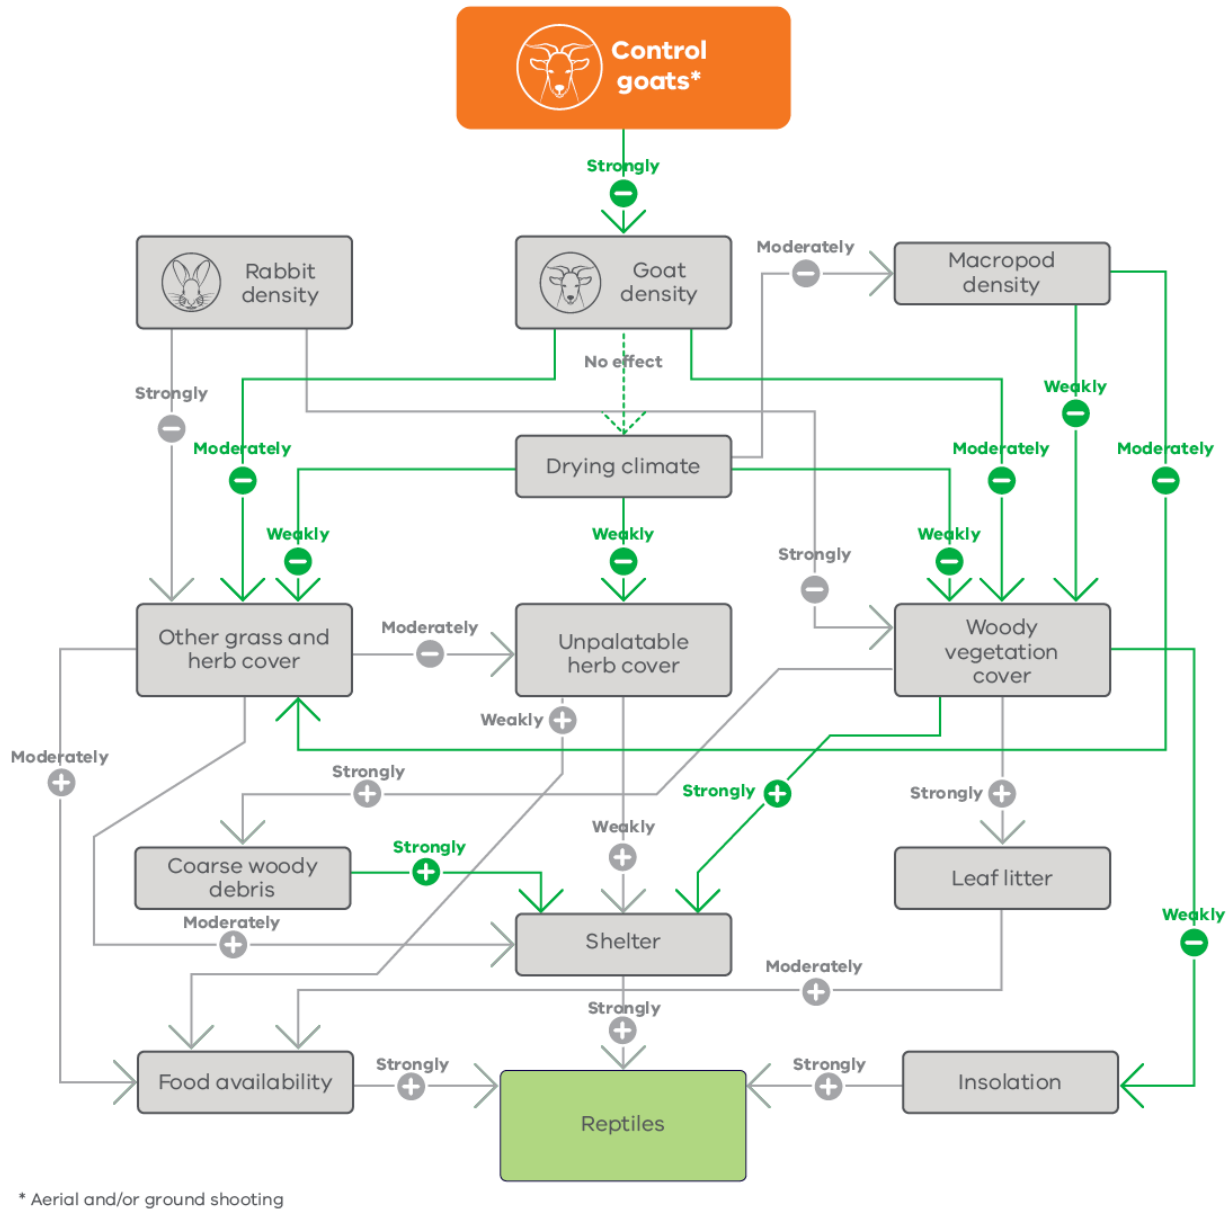 Control
goats*
Strongly
Rabbit
density
Goat
density
Moderately
Macropod
density
No effect
Strongly
Weakly
Moderately
Moderately
Moderately
Drying climate
Weakly
Weakly
Weakly
Strongly
Other grass and
herb cover
Moderately
Unpalatable
herb cover
Woody
vegetation
cover
Weakly
Moderately
Strongly
Strongly
Strongly
Weakly
Strongly
Coarse woody
debris
Leaf litter
Moderately
Weakly
Shelter
Moderately
Strongly
Food availability
Strongly
Strongly
Insolation
Reptiles
* Aerial and/or ground shooting